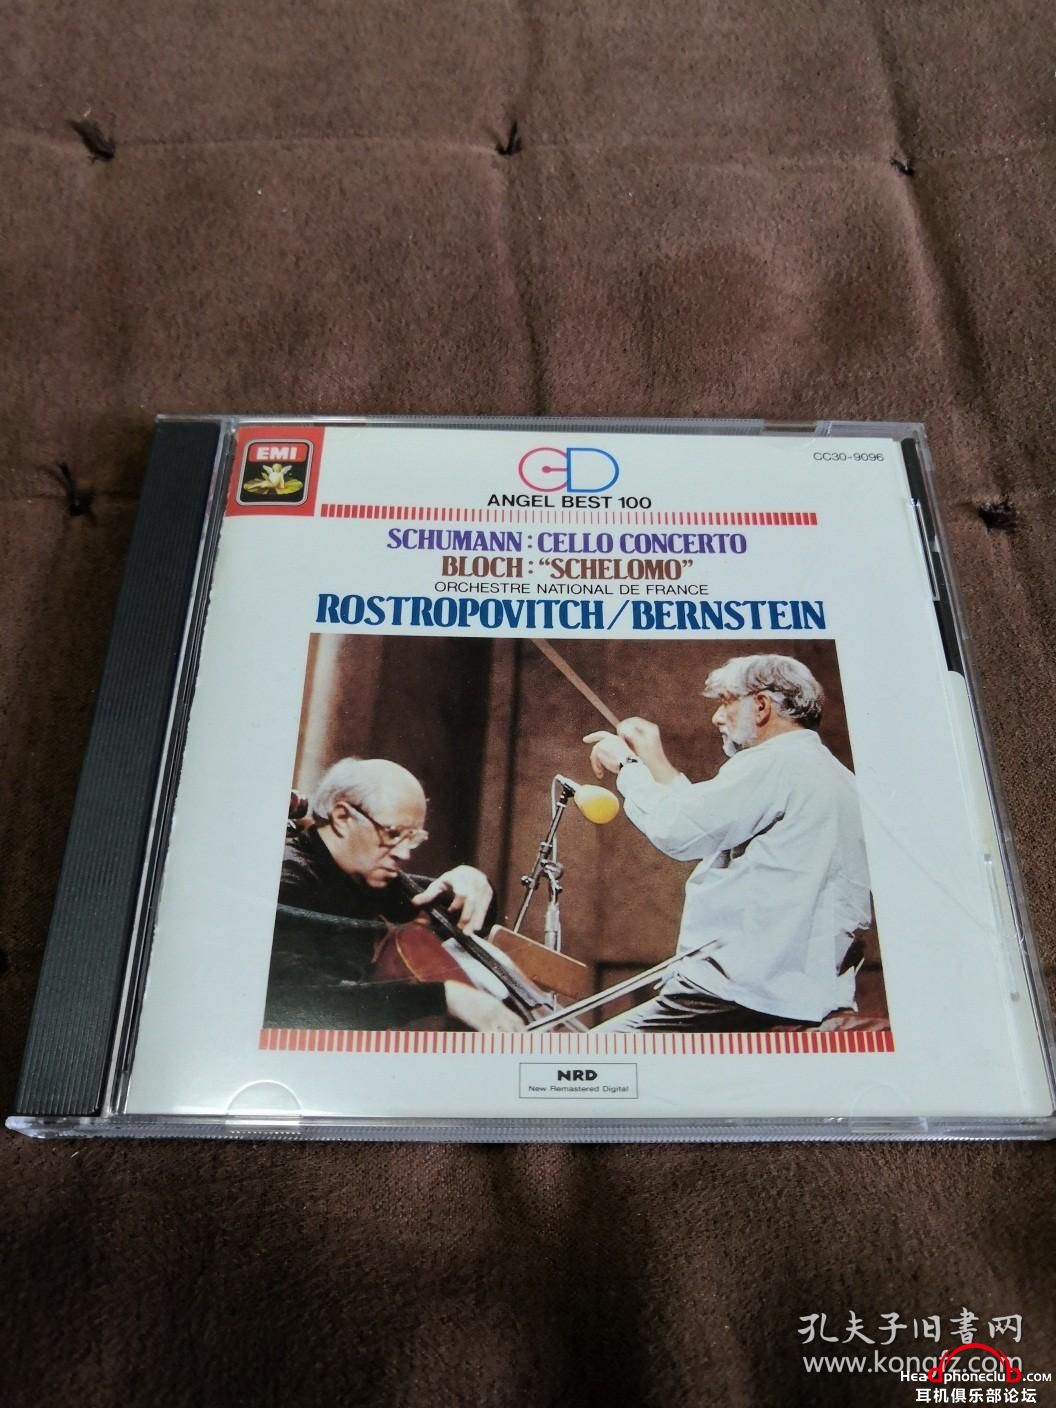 EMI
CD
CC30-9096
ANGEL BEST 100
SCHUMANN: CELLO CONCERTO
BLOCH: “SCHELOMO”
ORCHESTRE NATIONAL DE FRANCE
ROSTROPOVITCH/BERNSTEIN
NRD
New Remastered Digital
孔夫子旧書网
www.kongfz.com
Headphoneclub.com
耳机俱乐部论坛